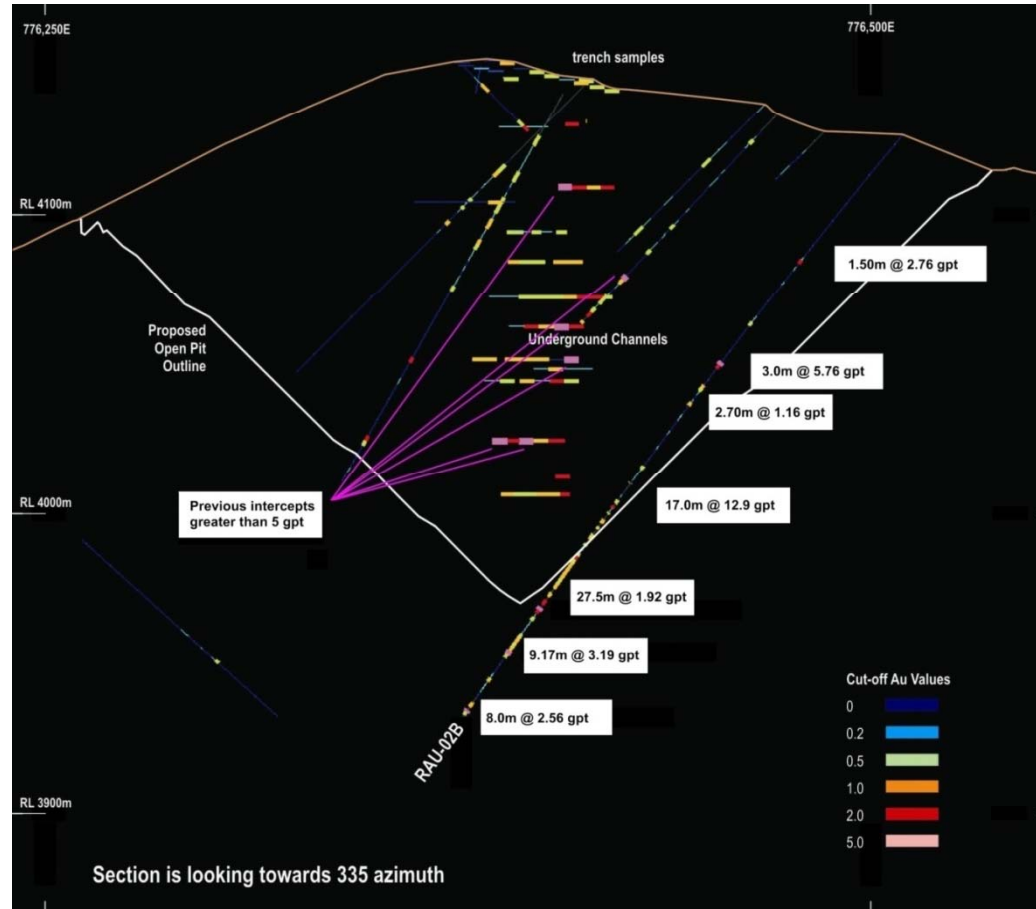 776,250E
776,500E
trench samples
RL 4100m
1.50m @ 2.76 gpt
Proposed
Open Pit
Outline
Underground Channels
3.0m @ 5.76 gpt
2.70m @ 1.16 gpt
Previous intercepts
greater than 5 gpt
RL 4000m
17.0m @ 12.9 gpt
27.5m @ 1.92 gpt
9.17m @ 3.19 gpt
8.0m @ 2.56 gpt
RAU-02B
Cut-off Au Values
0
0.2
0.5
1.0
2.0
5.0
RL 3900m
Section is looking towards 335 azimuth